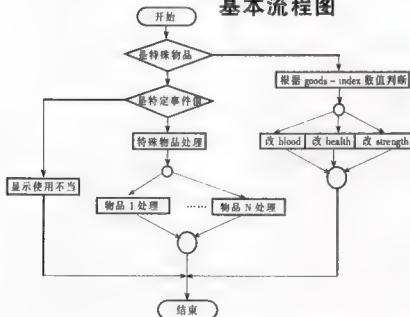 基本流程图
开始
是特殊物品
根据 goods-index 数值判断
是特定事件值
特殊物品处理
改 blood
改 health
改 strength
显示使用不当
物品 1 处理
……
物品 N 处理
结束